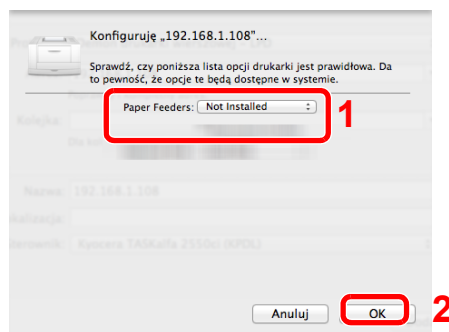 Konfiguruję „192.168.1.108"...
Sprawdź, czy poniższa lista opcji drukarki jest prawidłowa. Da
to pewność, że opcje te będą dostępne w systemie.
Paper Feeders: Not Installed
1
Kolejka:
Nazwa: 192.168.1.108
Kyocera TASKalfa 2550ci (KPDL)
Anuluj OK 2